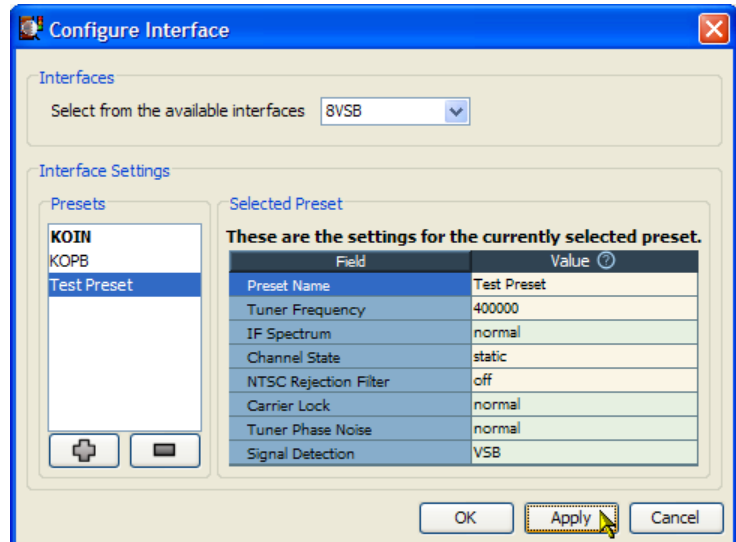 Configure Interface
Interfaces
Select from the available interfaces 8VSB
Interface Settings
Presets
KOIN
KOPB
Test Preset
Selected Preset
These are the settings for the currently selected preset.
Field Value ?
Preset Name Test Preset
Tuner Frequency 400000
IF Spectrum normal
Channel State static
NTSC Rejection Filter off
Carrier Lock normal
Tuner Phase Noise normal
Signal Detection VSB
OK Apply Cancel